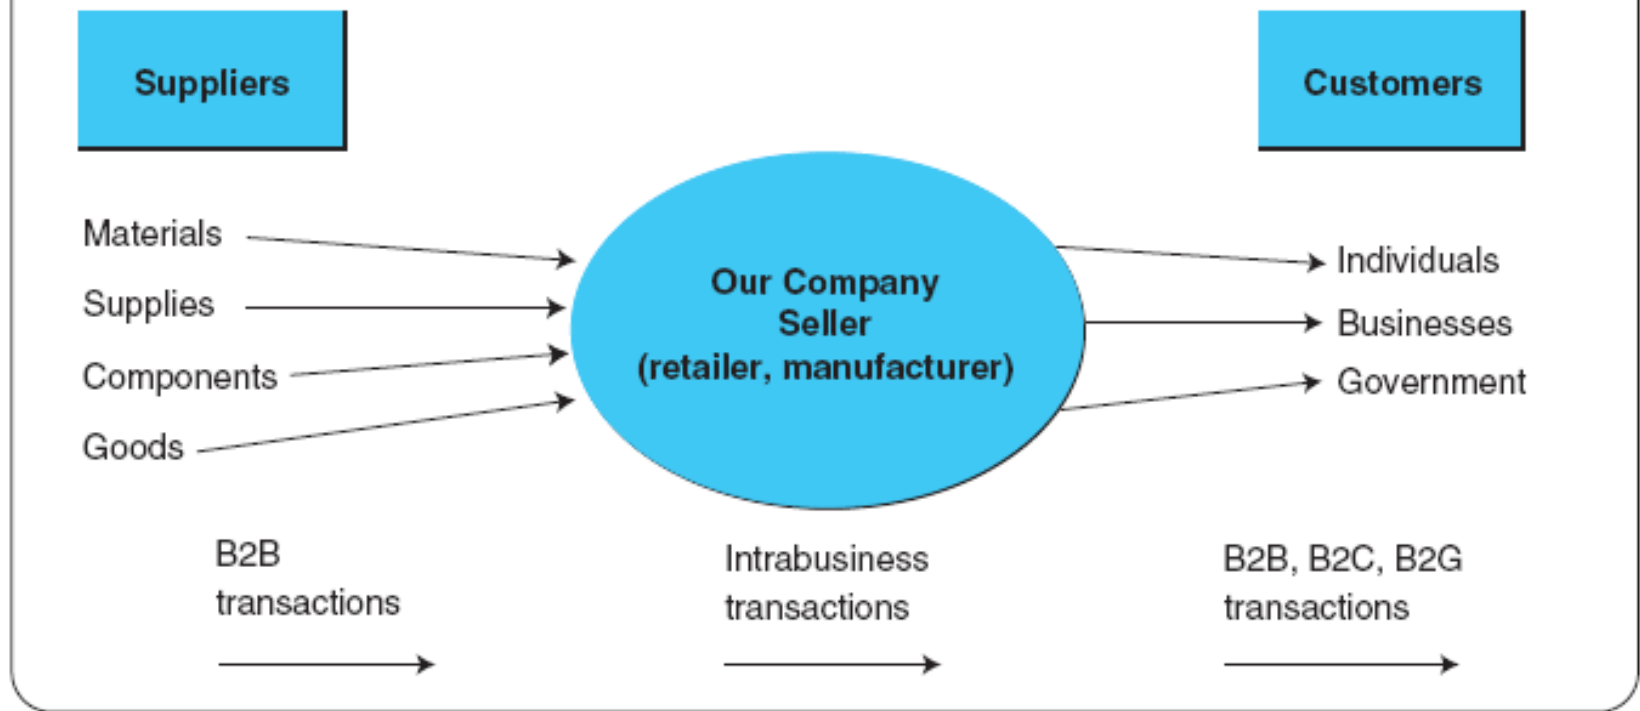 Suppliers
Customers
Materials
Supplies
Components
Goods
Our Company
Seller
(retailer, manufacturer)
Individuals
Businesses
Government
B2B
transactions
Intrabusiness
transactions
B2B, B2C, B2G
transactions